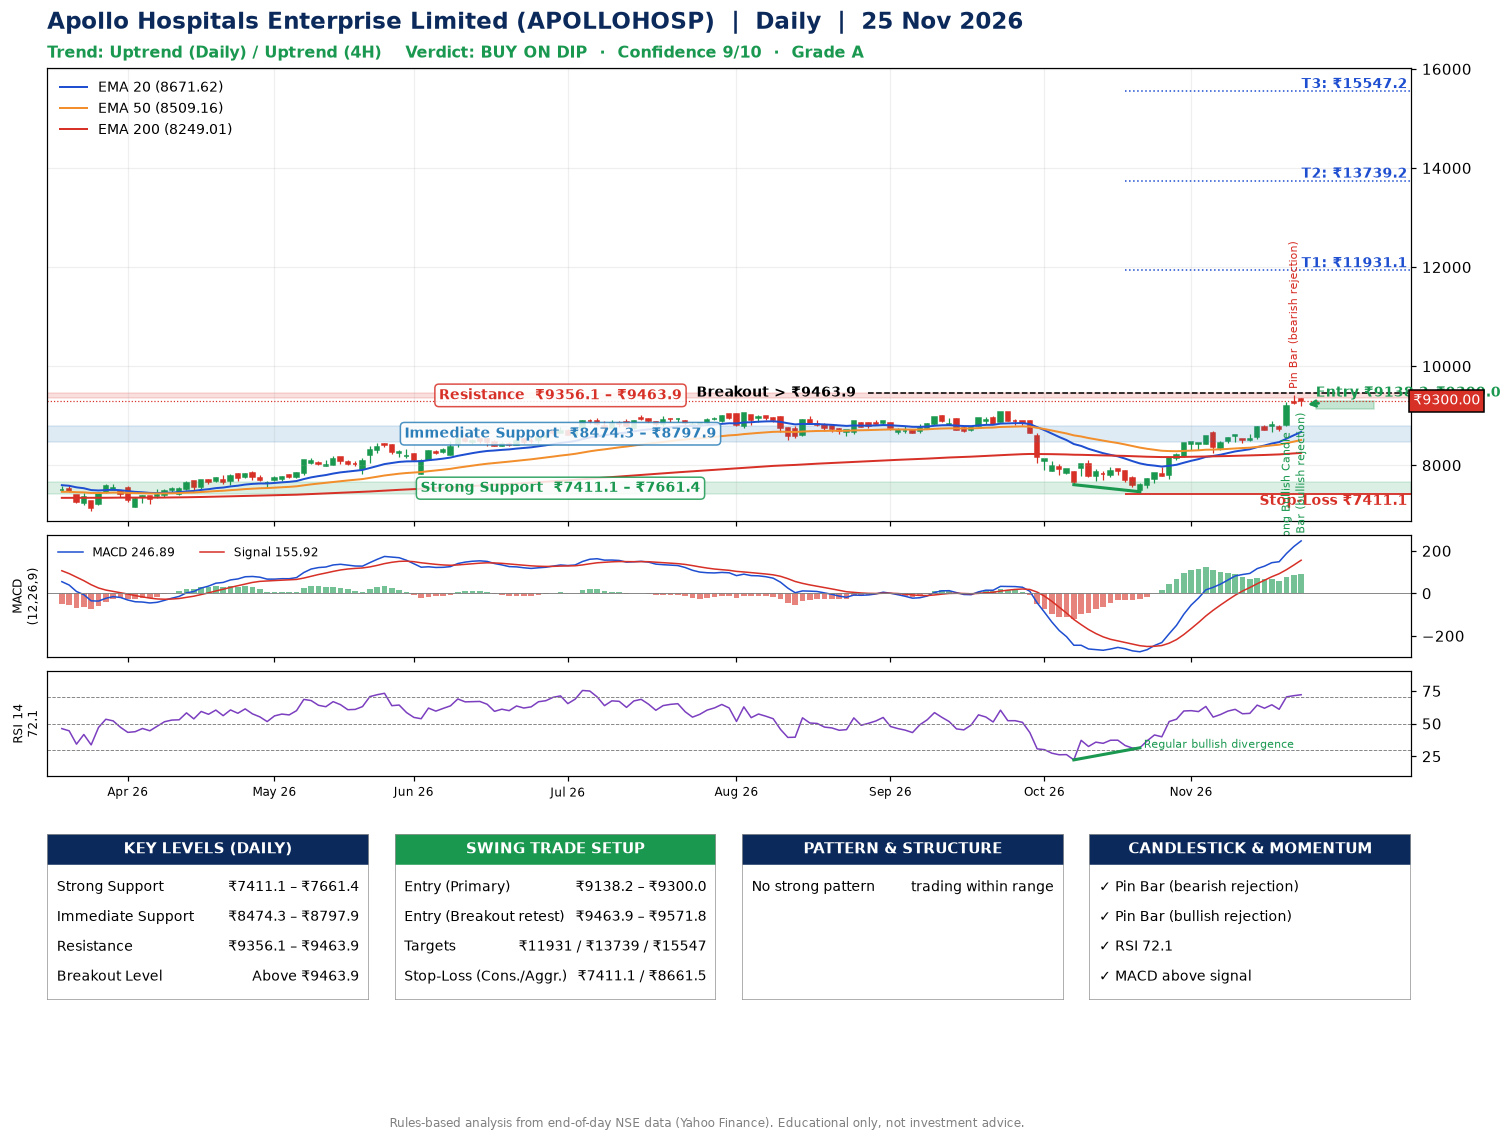 Apollo Hospitals Enterprise Limited (APOLLOHOSP) | Daily | 25 Nov 2026
Trend: Uptrend (Daily) / Uptrend (4H) Verdict: BUY ON DIP · Confidence 9/10 · Grade A
EMA 20 (8671.62)
EMA 50 (8509.16)
EMA 200 (8249.01)
T3: ₹15547.2
T2: ₹13739.2
T1: ₹11931.1
16000
14000
12000
10000
8000
Pin Bar (bearish rejection)
Resistance ₹9356.1 – ₹9463.9
Breakout > ₹9463.9
₹9300.00
Immediate Support ₹8474.3 – ₹8797.9
Strong Support ₹7411.1 – ₹7661.4
Stop-Loss ₹7411.1
Bar (bullish rejection)
MACD 246.89
Signal 155.92
MACD
(12,26,9)
200
0
−200
RSI 14
72.1
75
50
25
Regular bullish divergence
Apr 26 May 26 Jun 26 Jul 26 Aug 26 Sep 26 Oct 26 Nov 26
KEY LEVELS (DAILY)
Strong Support ₹7411.1 – ₹7661.4
Immediate Support ₹8474.3 – ₹8797.9
Resistance ₹9356.1 – ₹9463.9
Breakout Level Above ₹9463.9
SWING TRADE SETUP
Entry (Primary) ₹9138.2 – ₹9300.0
Entry (Breakout retest) ₹9463.9 – ₹9571.8
Targets ₹11931 / ₹13739 / ₹15547
Stop-Loss (Cons./Aggr.) ₹7411.1 / ₹8661.5
PATTERN & STRUCTURE
No strong pattern trading within range
CANDLESTICK & MOMENTUM
✓ Pin Bar (bearish rejection)
✓ Pin Bar (bullish rejection)
✓ RSI 72.1
✓ MACD above signal
Rules-based analysis from end-of-day NSE data (Yahoo Finance). Educational only, not investment advice.